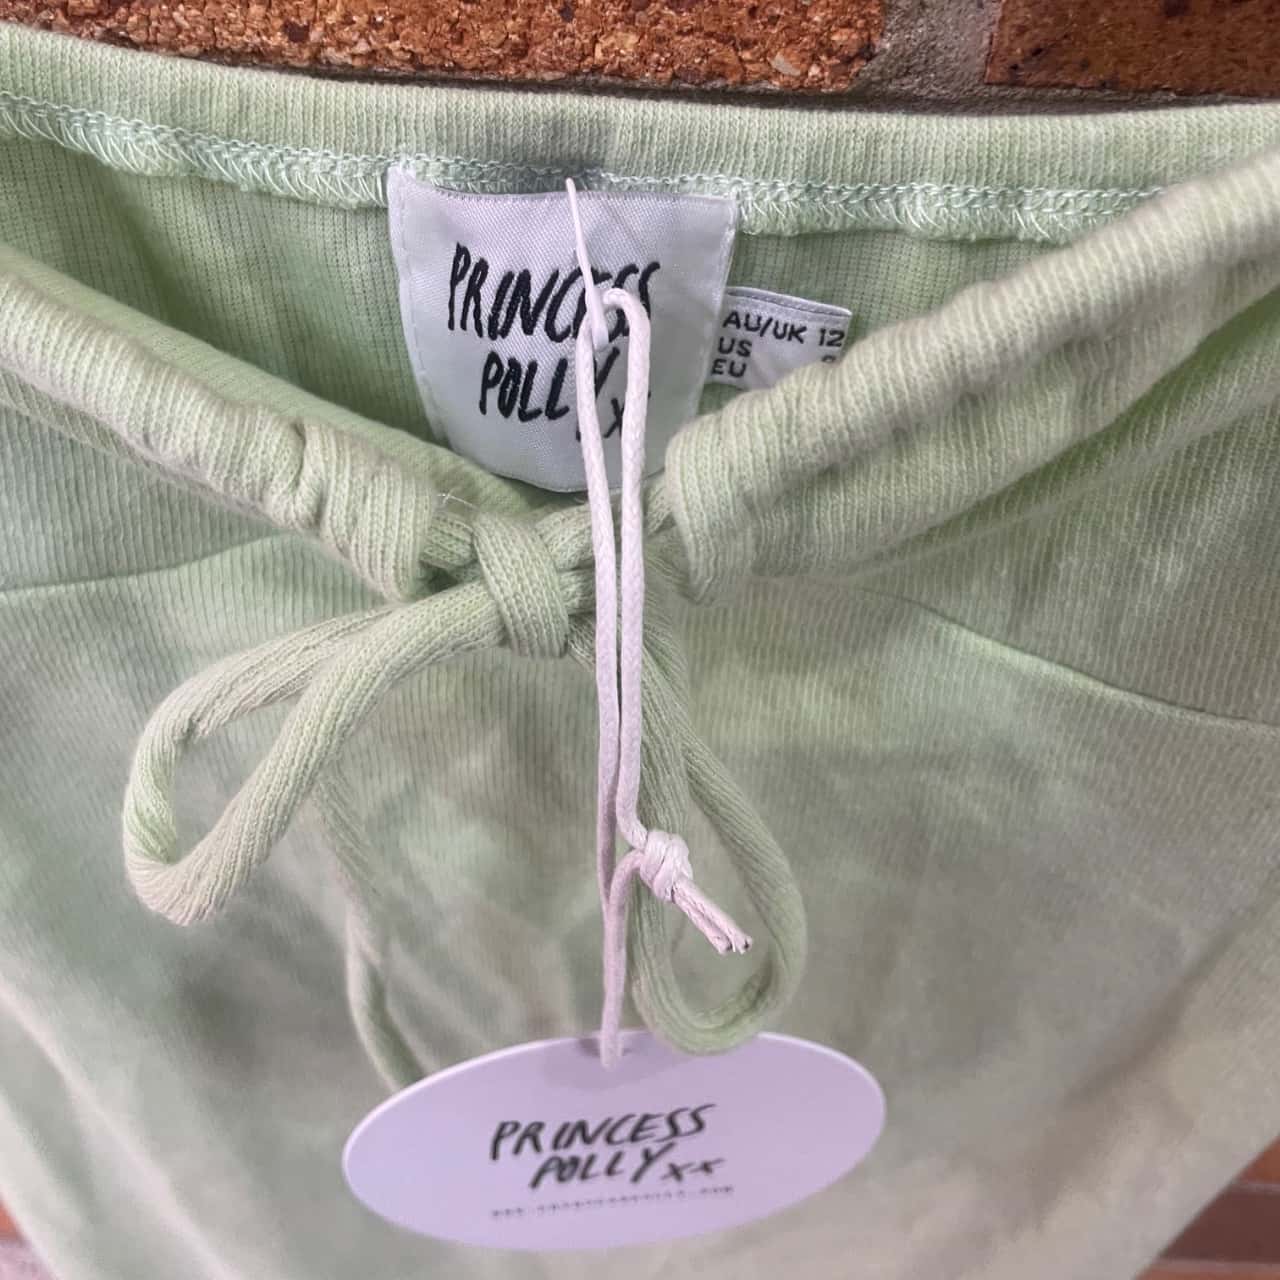 PRINCESS
POLLY xx
AU/UK 12
US
EU
PRINCESS
POLLY xx